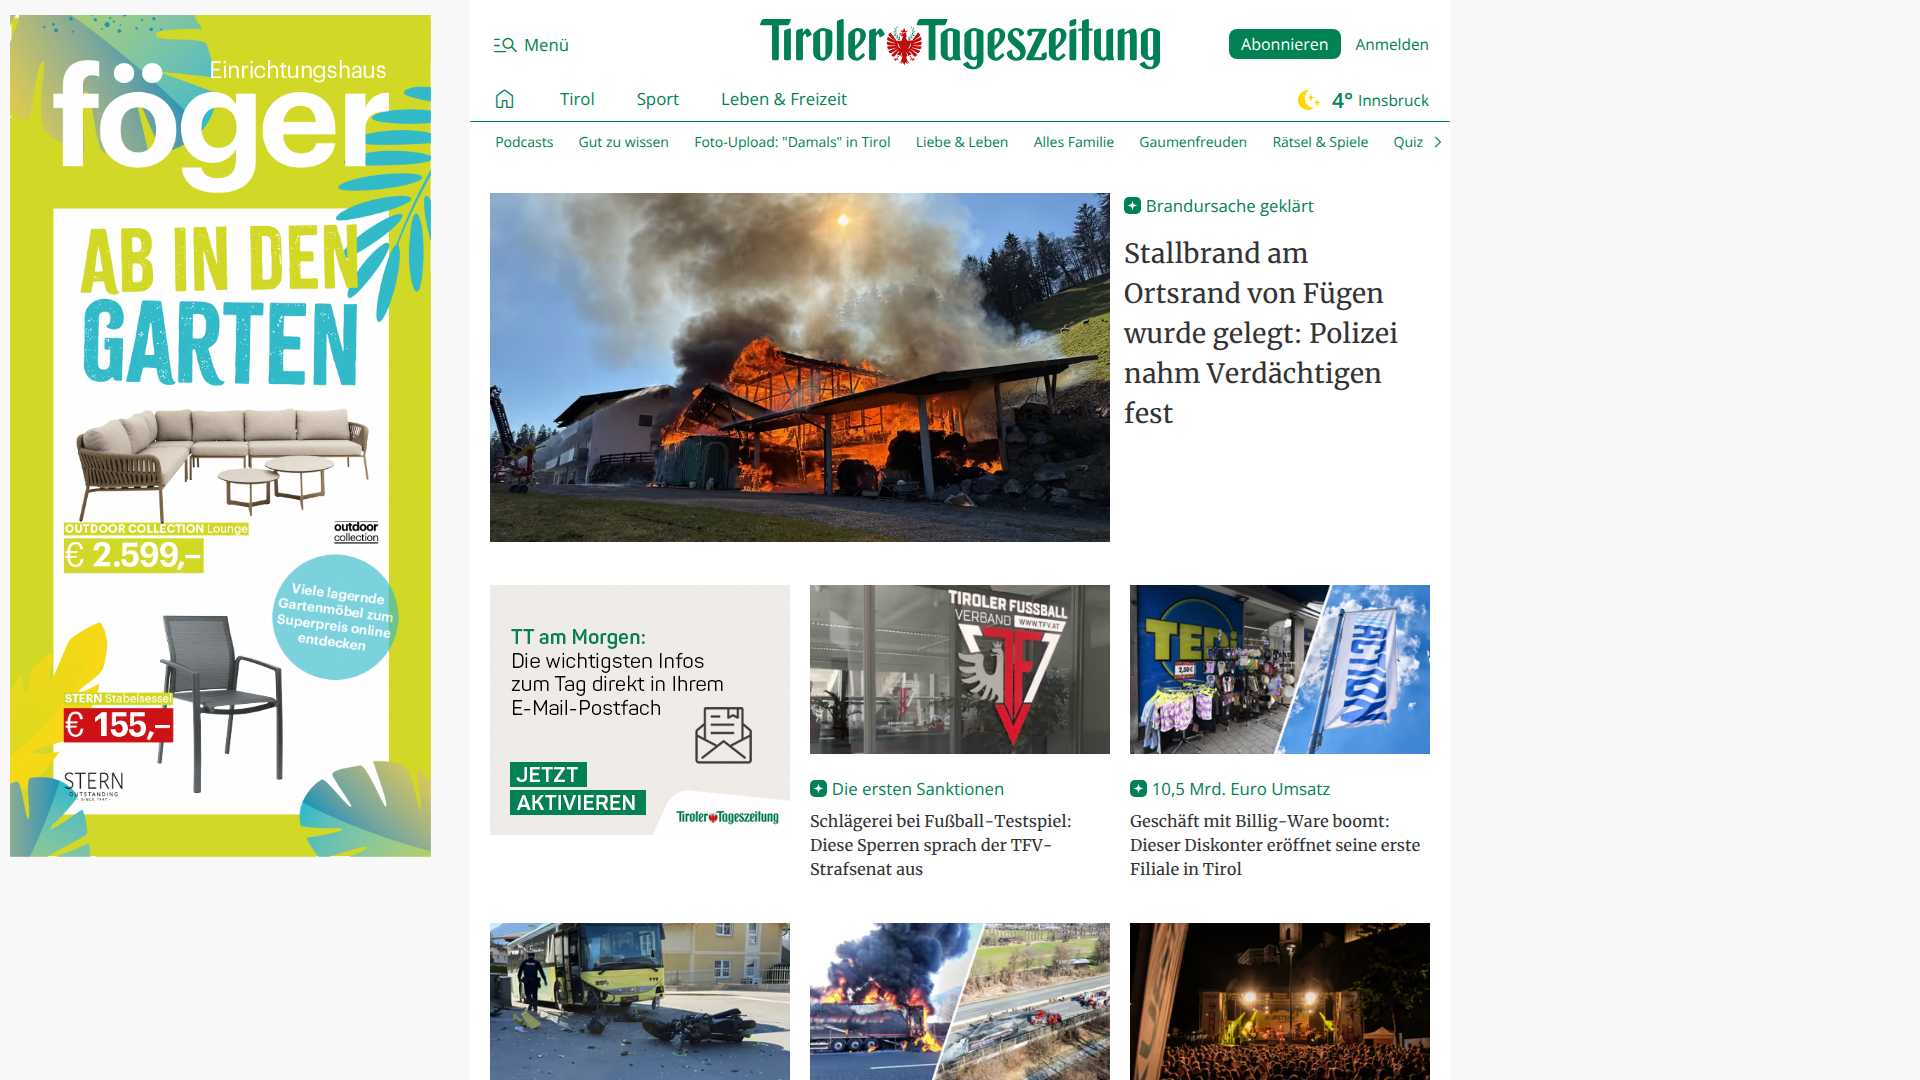 Einrichtungshaus
föger
AB IN DEN
GARTEN
OUTDOOR COLLECTION Lounge
€ 2.599,–
outdoor
collection
Viele lagernde
Gartenmöbel zum
Superpreis online
entdecken
STERN Stapelsessel
€ 155,–
STERN
OUTSTANDING
- SINCE 1947 -
Menü
Tiroler Tageszeitung
Abonnieren
Anmelden
Tirol
Sport
Leben & Freizeit
4° Innsbruck
Podcasts
Gut zu wissen
Foto-Upload: "Damals" in Tirol
Liebe & Leben
Alles Familie
Gaumenfreuden
Rätsel & Spiele
Quiz
Brandursache geklärt
Stallbrand am
Ortsrand von Fügen
wurde gelegt: Polizei
nahm Verdächtigen
fest
TT am Morgen:
Die wichtigsten Infos
zum Tag direkt in Ihrem
E-Mail-Postfach
JETZT
AKTIVIEREN
Tiroler Tageszeitung
TIROLER FUSSBALL
VERBAND WWW.TFV.AT
TFV
Die ersten Sanktionen
Schlägerei bei Fußball-Testspiel:
Diese Sperren sprach der TFV-
Strafsenat aus
TEDi
2,50€
ACTION
10,5 Mrd. Euro Umsatz
Geschäft mit Billig-Ware boomt:
Dieser Diskonter eröffnet seine erste
Filiale in Tirol